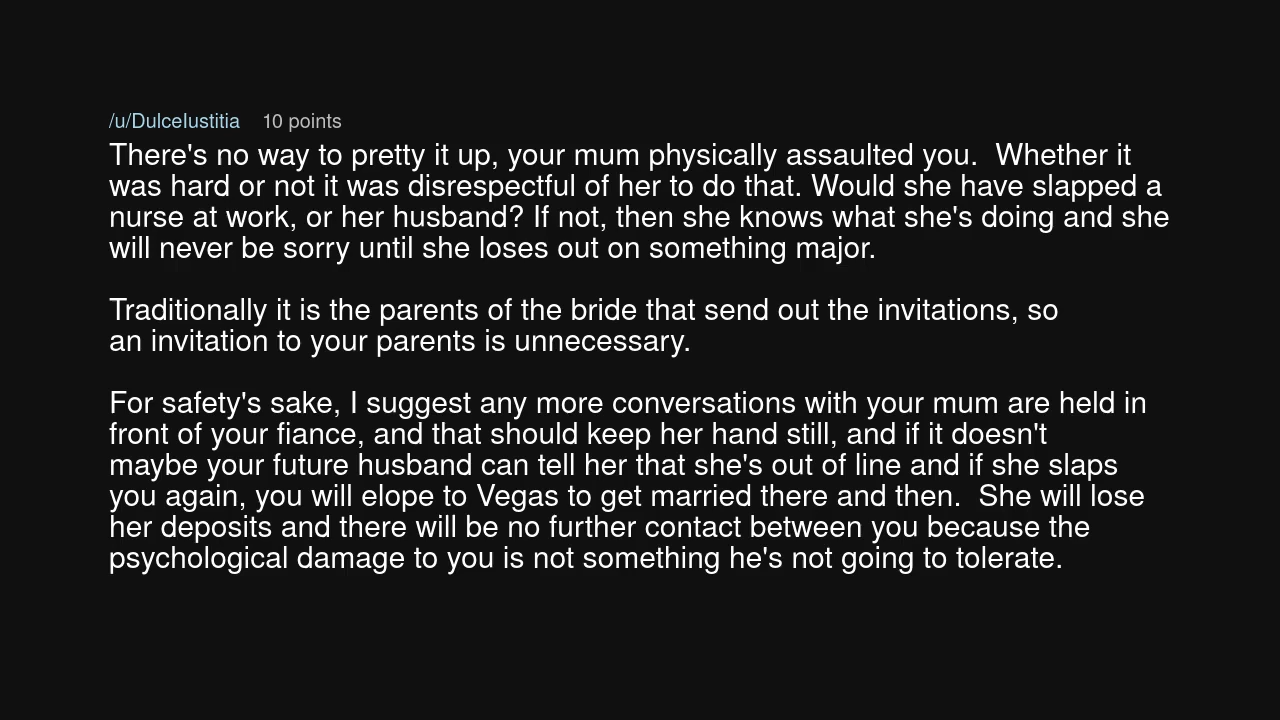 /u/DulceIustitia 10 points
There's no way to pretty it up, your mum physically assaulted you.  Whether it
was hard or not it was disrespectful of her to do that. Would she have slapped a
nurse at work, or her husband? If not, then she knows what she's doing and she
will never be sorry until she loses out on something major.
Traditionally it is the parents of the bride that send out the invitations, so
an invitation to your parents is unnecessary.
For safety's sake, I suggest any more conversations with your mum are held in
front of your fiance, and that should keep her hand still, and if it doesn't
maybe your future husband can tell her that she's out of line and if she slaps
you again, you will elope to Vegas to get married there and then.  She will lose
her deposits and there will be no further contact between you because the
psychological damage to you is not something he's not going to tolerate.